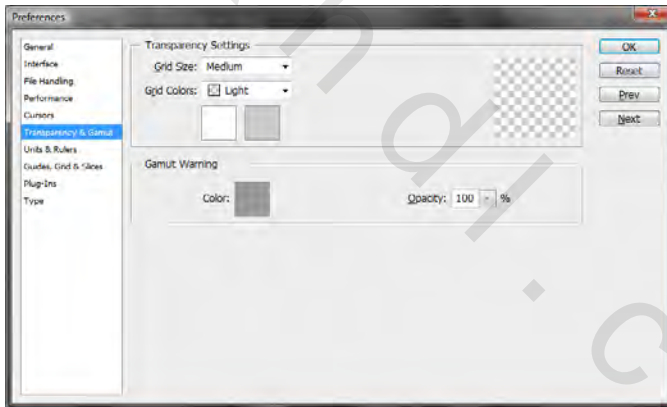 Preferences
General
Interface
File Handling
Performance
Cursors
Transparency & Gamut
Units & Rulers
Guides, Grid & Slices
Plug-Ins
Type
Transparency Settings
Grid Size: Medium
Grid Colors: Light
Gamut Warning
Color:
Opacity: 100 %
OK
Reset
Prev
Next